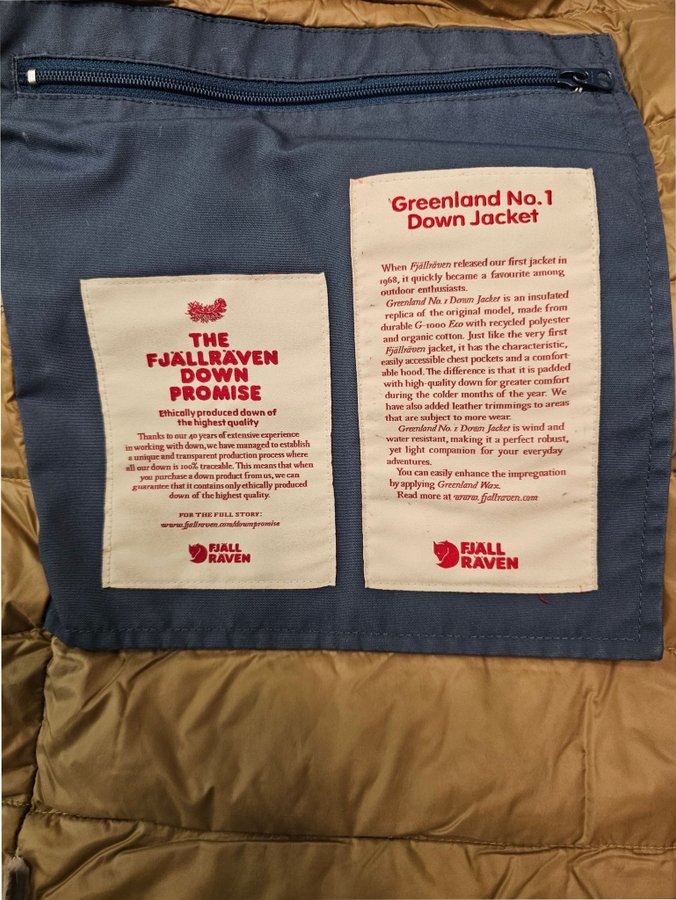 THE
FJÄLLRÄVEN
DOWN
PROMISE
Ethically produced down of
the highest quality
Thanks to our 40 years of extensive experience
in working with down, we have managed to establish
a unique and transparent production process where
all our down is 100% traceable. This means that when
you purchase a down product from us, we can
guarantee that it contains only ethically produced
down of the highest quality.
FOR THE FULL STORY:
www.fjallraven.com/downpromise
FJÄLL
RÄVEN
Greenland No.1
Down Jacket
When Fjällräven released our first jacket in
1968, it quickly became a favourite among
outdoor enthusiasts.
Greenland No. 1 Down Jacket is an insulated
replica of the original model, made from
durable G-1000 Eco with recycled polyester
and organic cotton. Just like the very first
Fjällräven jacket, it has the characteristic,
easily accessible chest pockets and a comfort-
able hood. The difference is that it is padded
with high-quality down for greater comfort
during the colder months of the year. We
have also added leather trimmings to areas
that are subject to more wear.
Greenland No. 1 Down Jacket is wind and
water resistant, making it a perfect robust,
yet light companion for your everyday
adventures.
You can easily enhance the impregnation
by applying Greenland Wax.
Read more at www.fjallraven.com
FJÄLL
RÄVEN